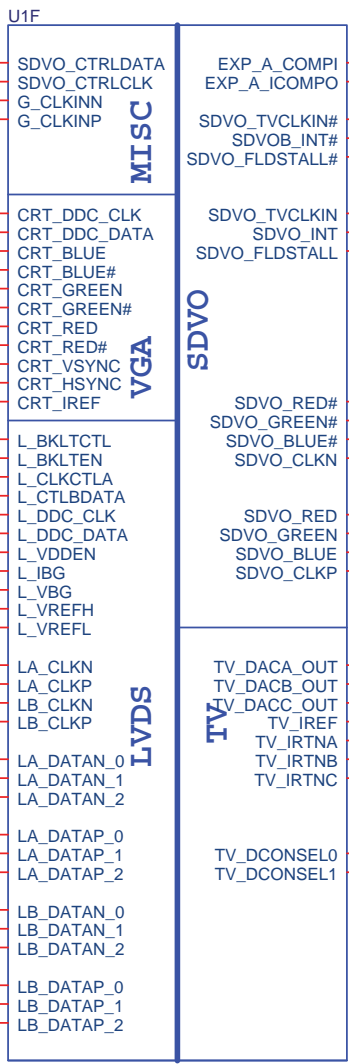 U1F
SDVO_CTRLDATA
SDVO_CTRLCLK
G_CLKINN
G_CLKINP
MISC
CRT_DDC_CLK
CRT_DDC_DATA
CRT_BLUE
CRT_BLUE#
CRT_GREEN
CRT_GREEN#
CRT_RED
CRT_RED#
CRT_VSYNC
CRT_HSYNC
CRT_IREF
VGA
L_BKLTCTL
L_BKLTEN
L_CLKCTLA
L_CTLBDATA
L_DDC_CLK
L_DDC_DATA
L_VDDEN
L_IBG
L_VBG
L_VREFH
L_VREFL
LA_CLKN
LA_CLKP
LB_CLKN
LB_CLKP
LA_DATAN_0
LA_DATAN_1
LA_DATAN_2
LA_DATAP_0
LA_DATAP_1
LA_DATAP_2
LB_DATAN_0
LB_DATAN_1
LB_DATAN_2
LB_DATAP_0
LB_DATAP_1
LB_DATAP_2
LVDS
EXP_A_COMPI
EXP_A_ICOMPO
SDVO_TVCLKIN#
SDVOB_INT#
SDVO_FLDSTALL#
SDVO_TVCLKIN
SDVO_INT
SDVO_FLDSTALL
SDVO_RED#
SDVO_GREEN#
SDVO_BLUE#
SDVO_CLKN
SDVO_RED
SDVO_GREEN
SDVO_BLUE
SDVO_CLKP
SDVO
TV_DACA_OUT
TV_DACB_OUT
TV_DACC_OUT
TV_IREF
TV_IRTNA
TV_IRTNB
TV_IRTNC
TV_DCONSEL0
TV_DCONSEL1
TV